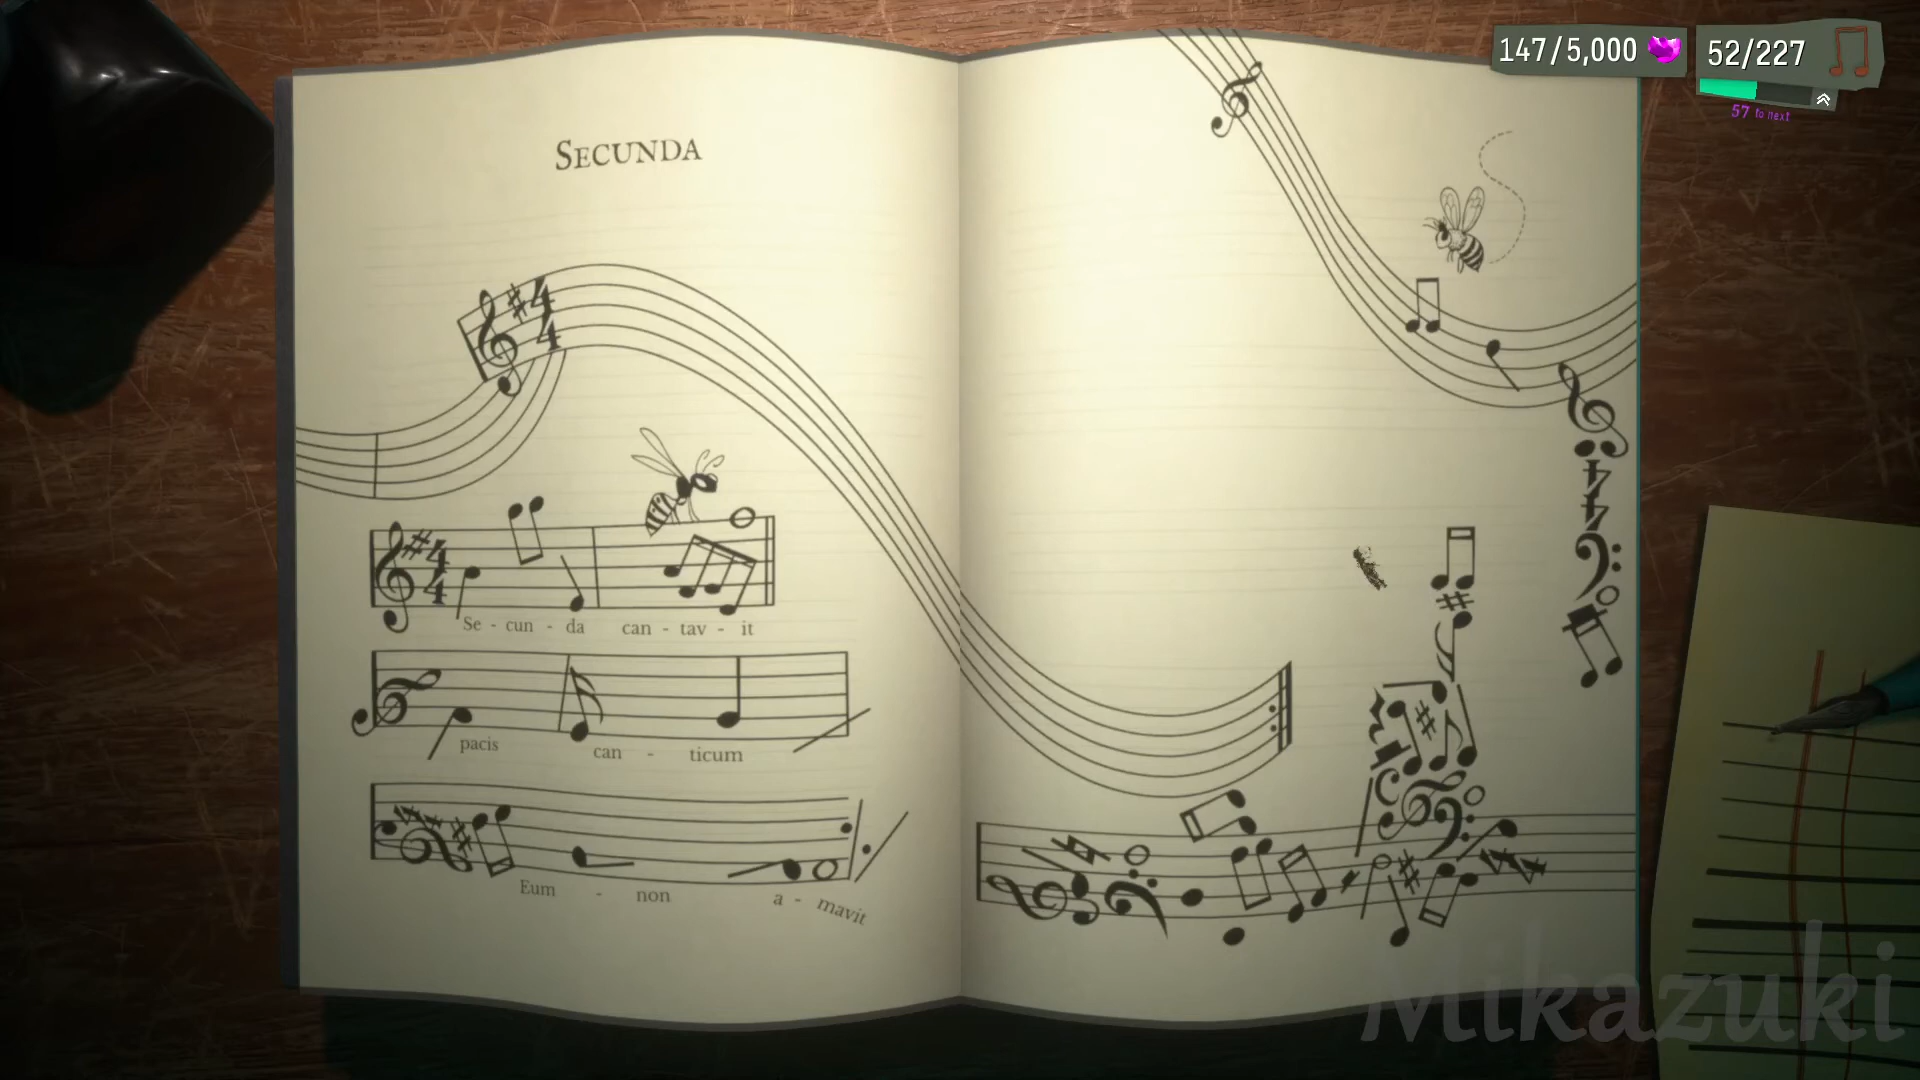 147/5,000
52/227
57 to next
SECUNDA
Se - cun - da can - tav - it
pacis can - ticum
Eum - non a - mavit
Mikazuki